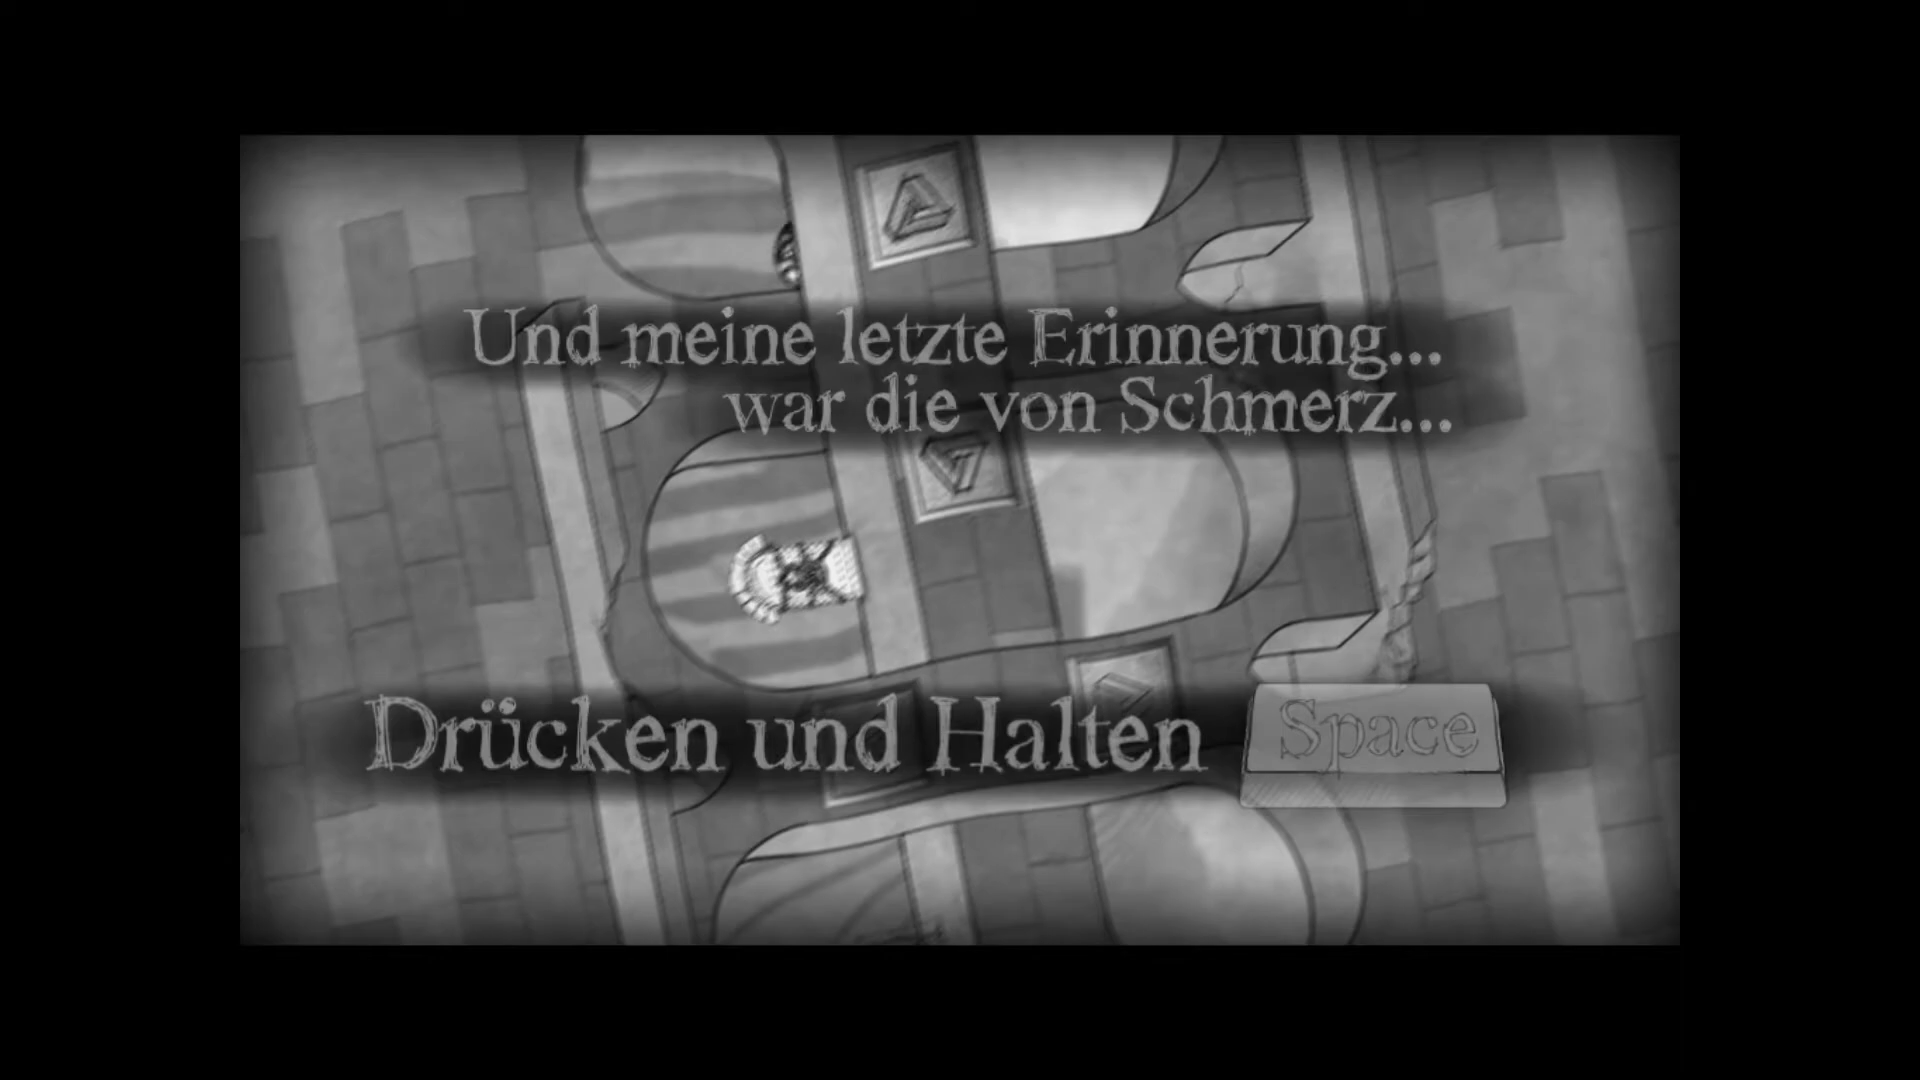 Und meine letzte Erinnerung...
war die von Schmerz...
Drücken und Halten Space